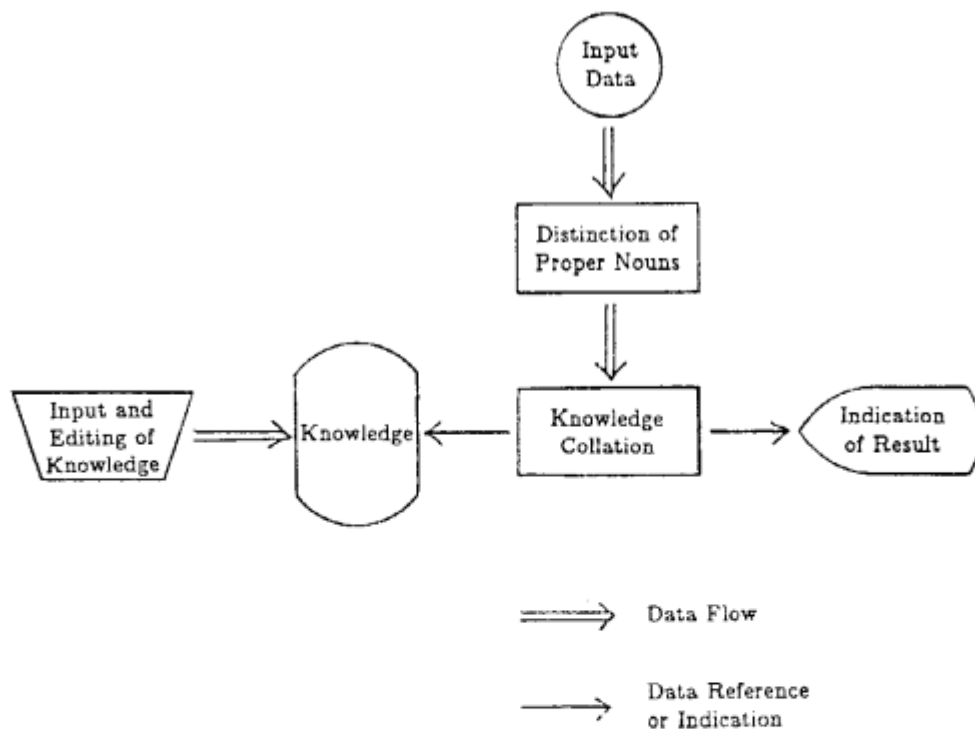 Input
Data
Distinction of
Proper Nouns
Input and
Editing of
Knowledge
Knowledge
Knowledge
Collation
Indication
of Result
Data Flow
Data Reference
or Indication